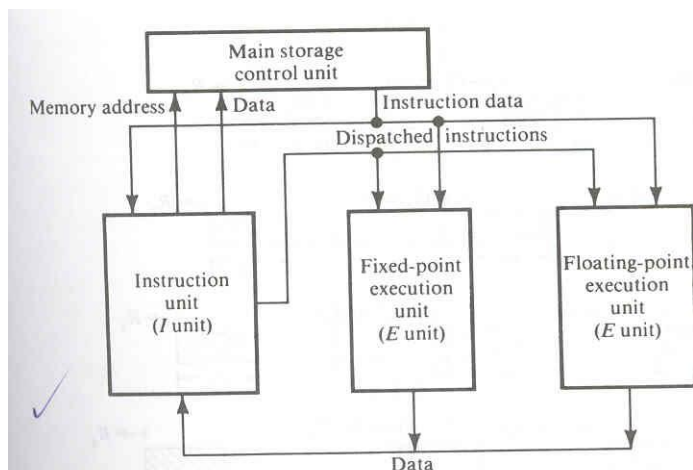 Main storage
control unit
Memory address
Data
Instruction data
Dispatched instructions
Instruction
unit
(I unit)
Fixed-point
execution
unit
(E unit)
Floating-point
execution
unit
(E unit)
Data